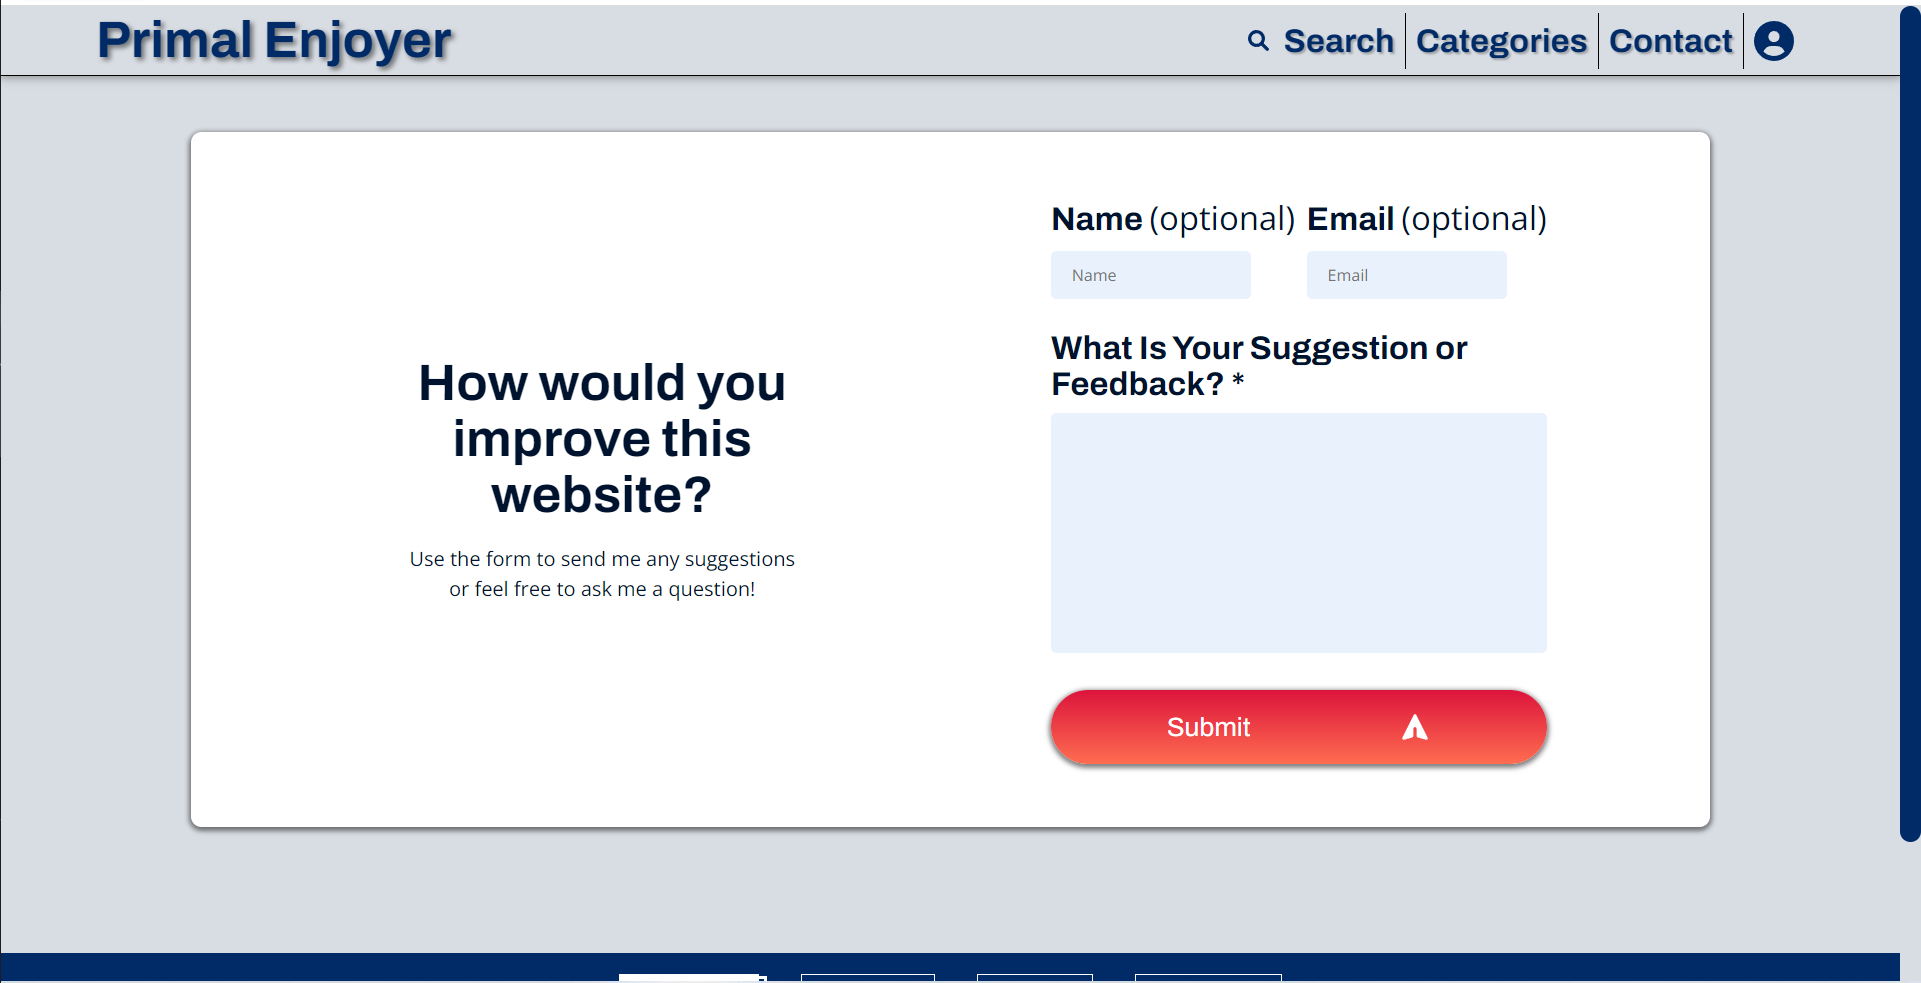 Primal Enjoyer
Search
Categories
Contact
How would you
improve this
website?
Use the form to send me any suggestions
or feel free to ask me a question!
Name (optional)
Email (optional)
Name
Email
What Is Your Suggestion or
Feedback? *
Submit